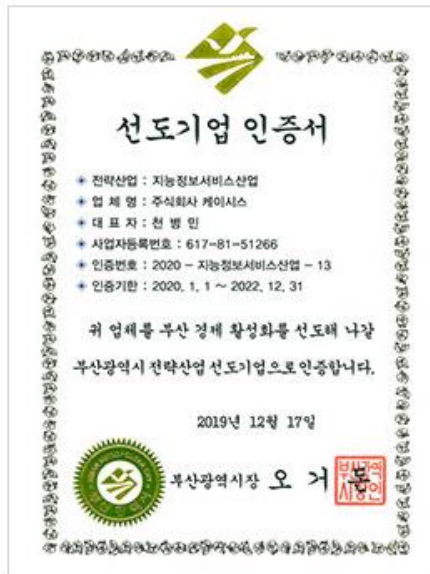 선도기업 인증서
전략산업 : 지능정보서비스산업
업 체 명 : 주식회사 케이시스
대 표 자 : 천 병 민
사업자등록번호 : 617-81-51266
인증번호 : 2020 - 지능정보서비스산업 - 13
인증기한 : 2020. 1. 1 ~ 2022. 12. 31
귀 업체를 부산 경제 활성화를 선도해 나갈
부산광역시 전략산업 선도기업으로인증합니다.
2019년 12월 17일
부산광역시장 오 거 돈